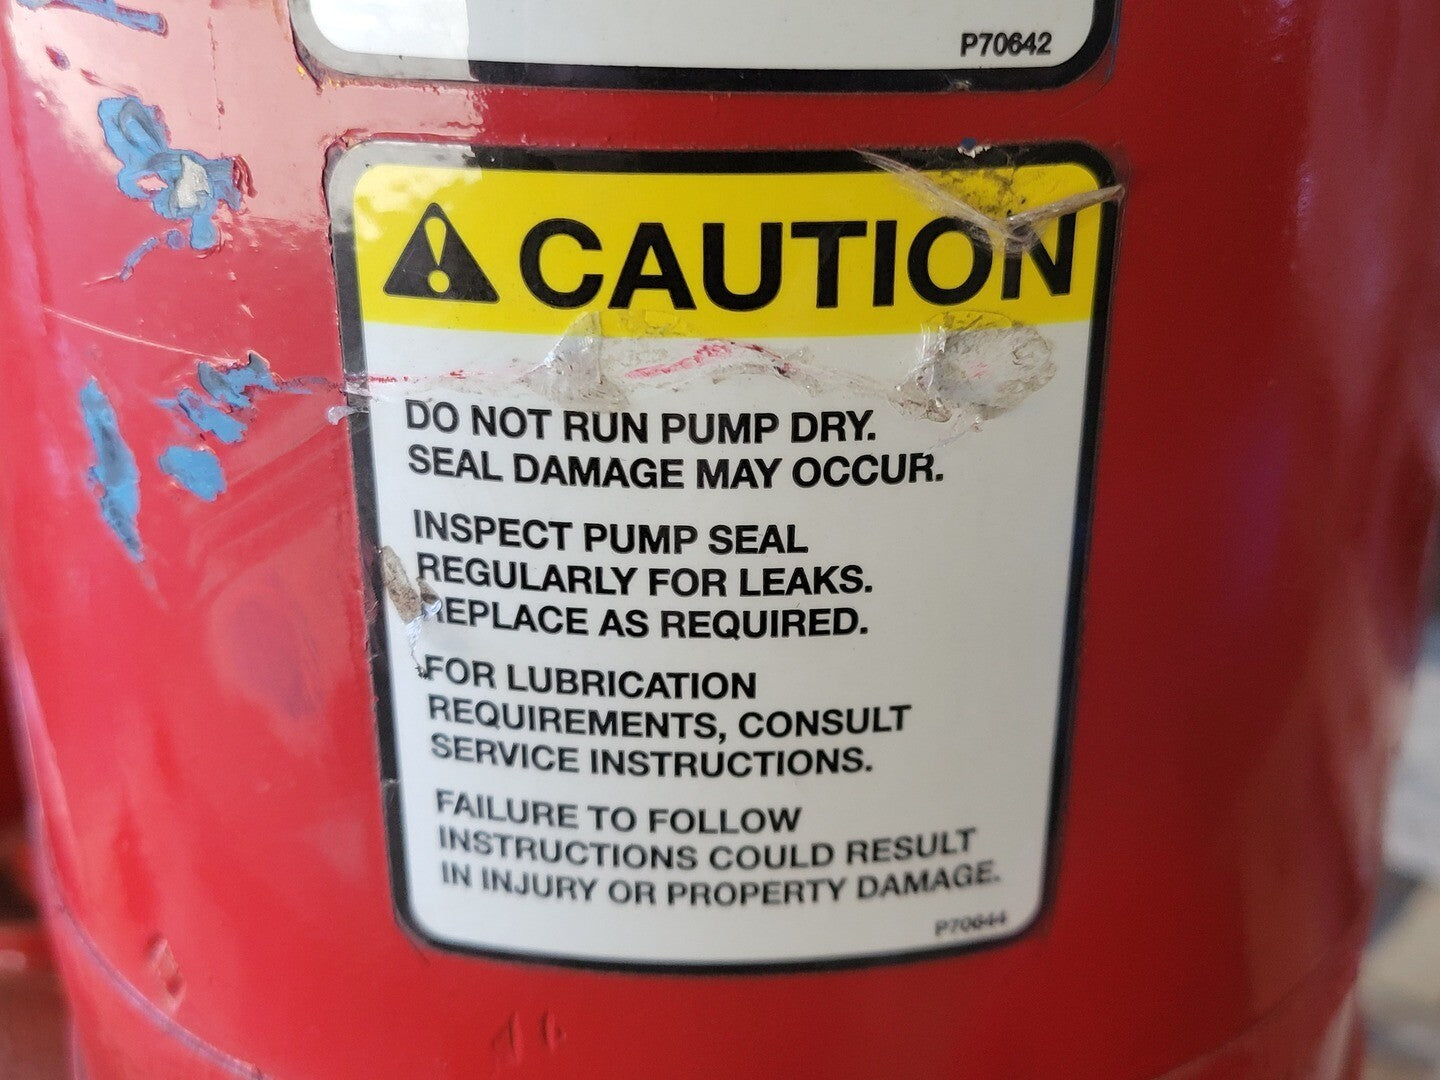 P70642
CAUTION
DO NOT RUN PUMP DRY.
SEAL DAMAGE MAY OCCUR.
INSPECT PUMP SEAL
REGULARLY FOR LEAKS.
REPLACE AS REQUIRED.
FOR LUBRICATION
REQUIREMENTS, CONSULT
SERVICE INSTRUCTIONS.
FAILURE TO FOLLOW
INSTRUCTIONS COULD RESULT
IN INJURY OR PROPERTY DAMAGE.
P70644